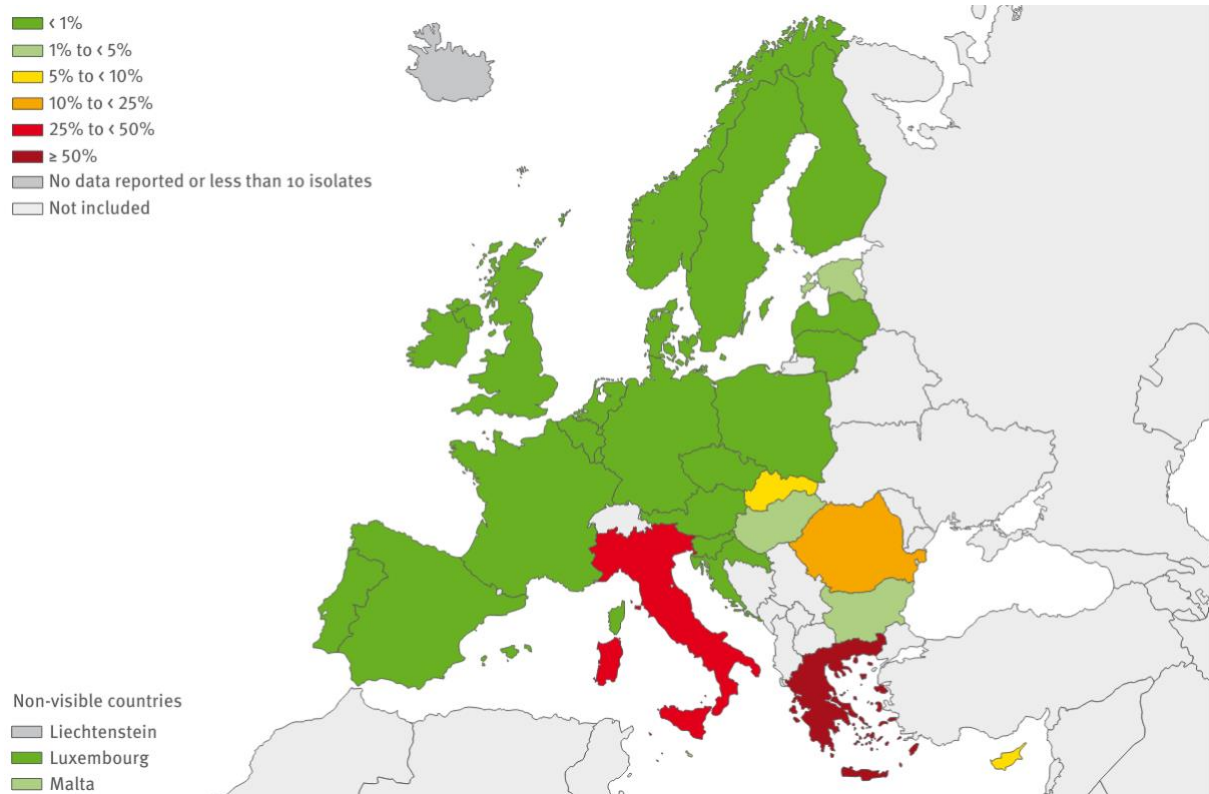 < 1%
1% to < 5%
5% to < 10%
10% to < 25%
25% to < 50%
≥ 50%
No data reported or less than 10 isolates
Not included
Non-visible countries
Liechtenstein
Luxembourg
Malta